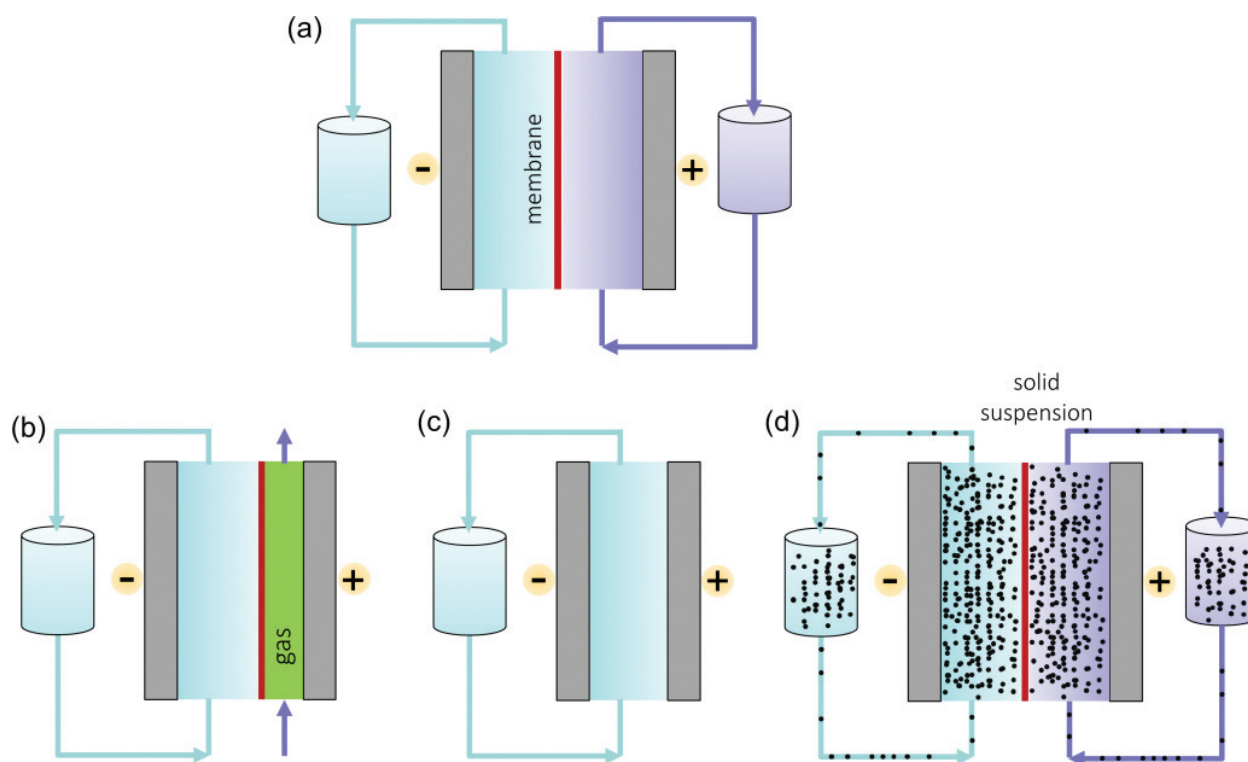 (a)
-
membrane
+
(b)
-
gas
+
(c)
-
+
(d)
solid
suspension
-
+